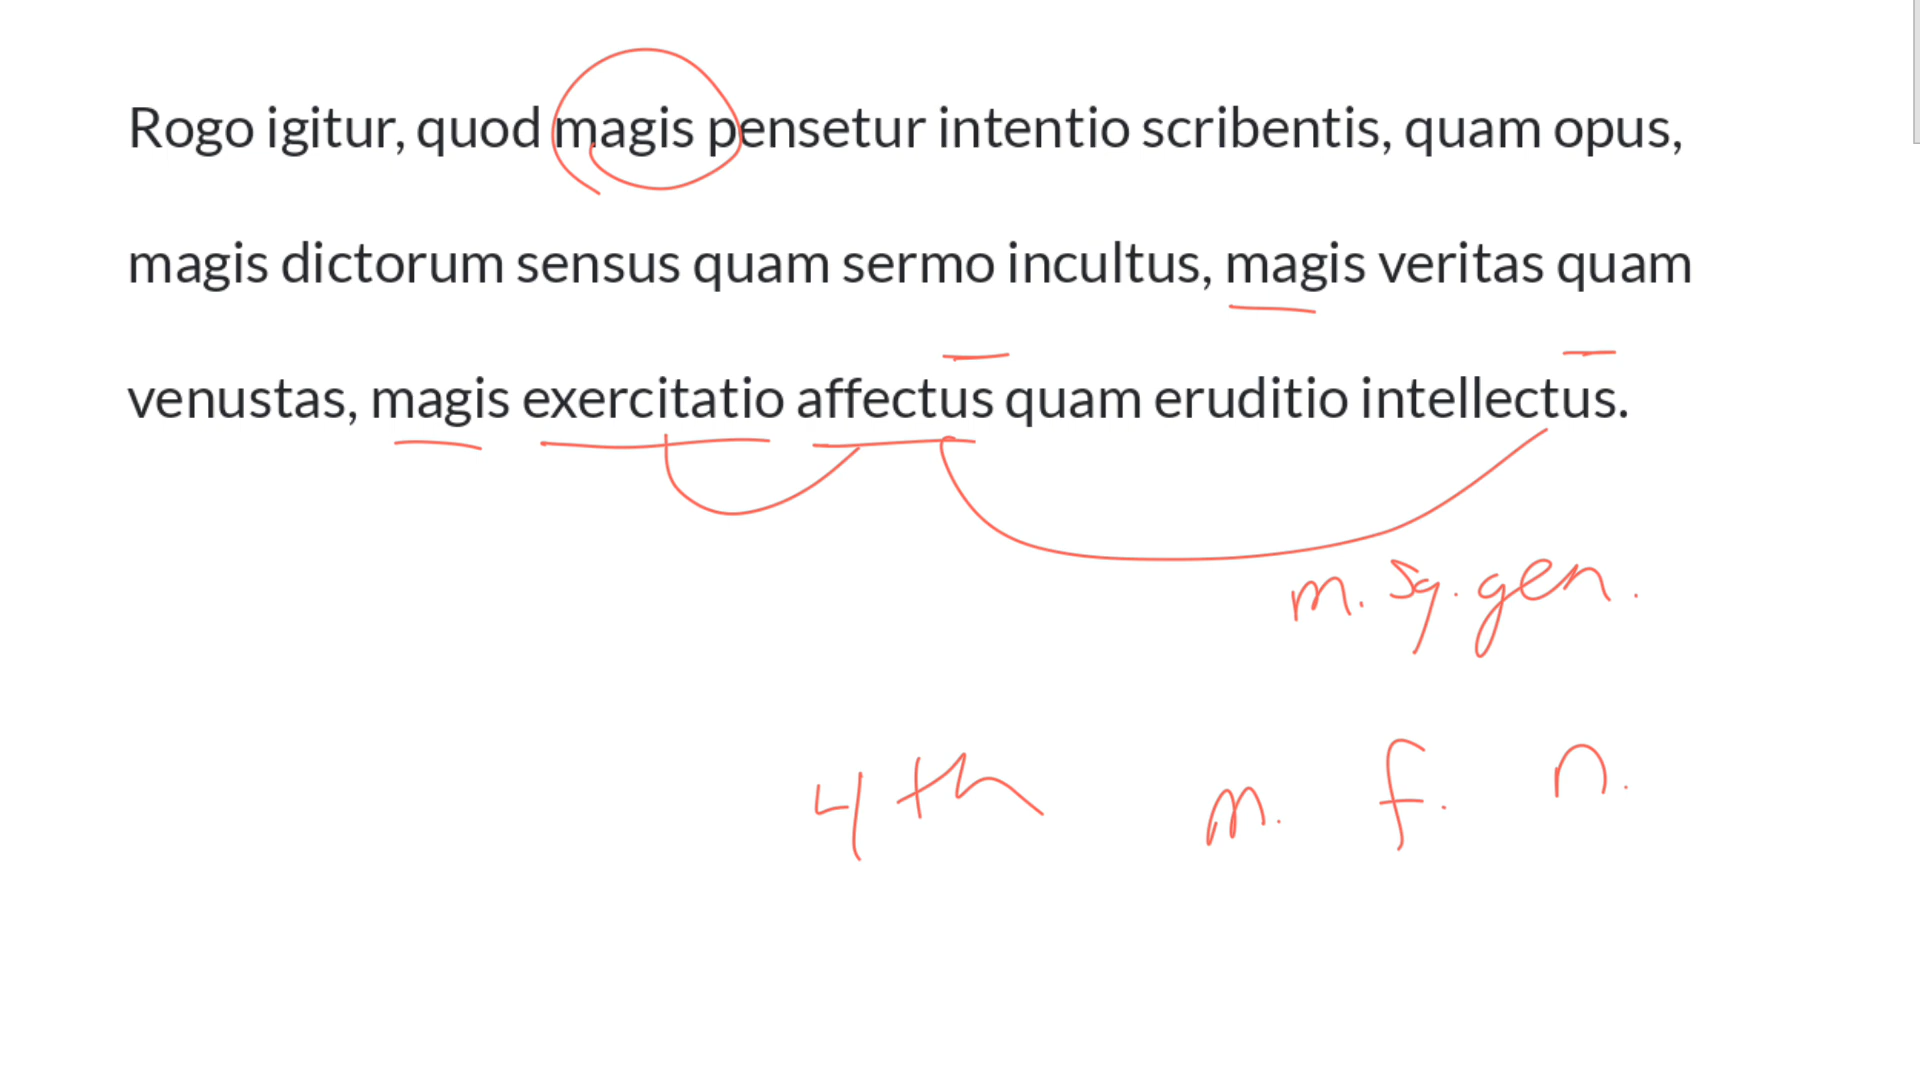 Rogo igitur, quod magis pensetur intentio scribentis, quam opus,
magis dictorum sensus quam sermo incultus, magis veritas quam
venustas, magis exercitatio affectus quam eruditio intellectus.
m. sg. gen.
4th m. f. n.